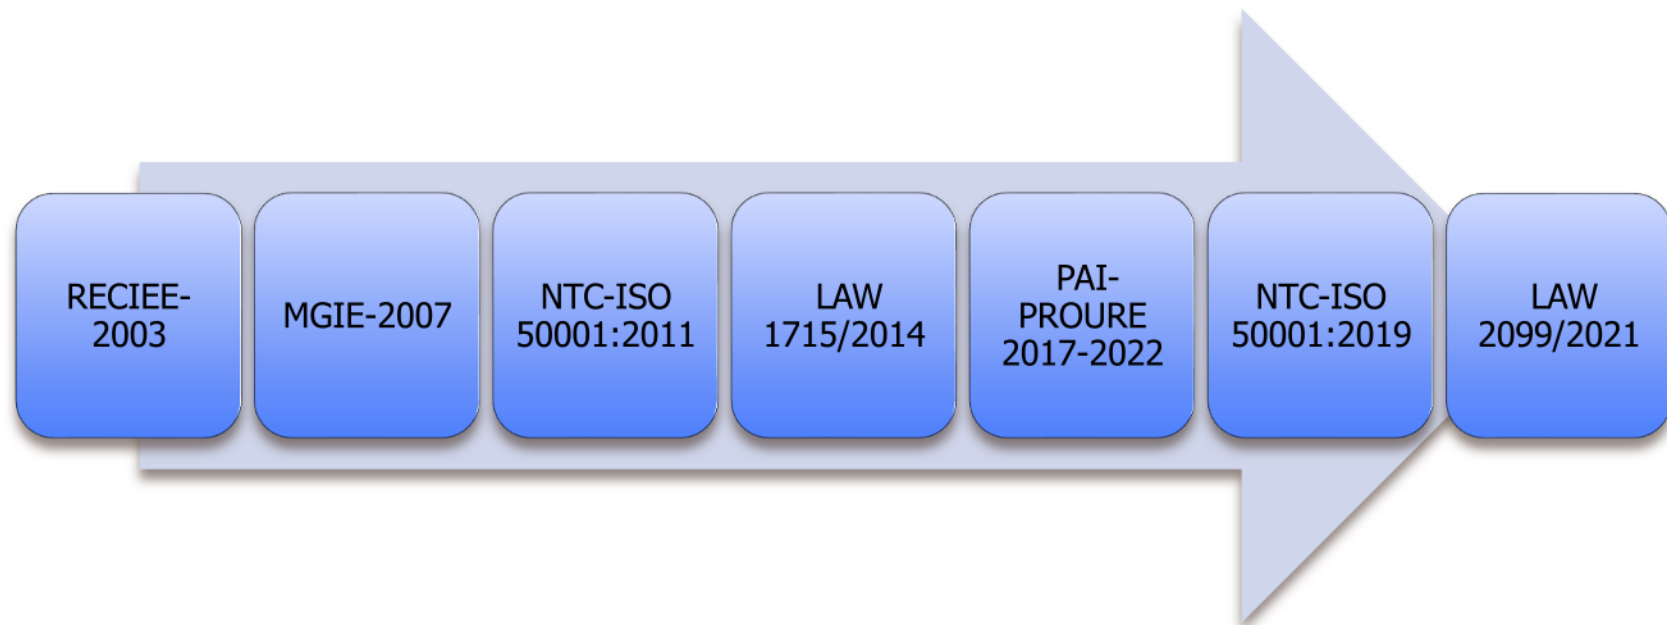 RECIEE-
2003
MGIE-2007
NTC-ISO
50001:2011
LAW
1715/2014
PAI-
PROURE
2017-2022
NTC-ISO
50001:2019
LAW
2099/2021